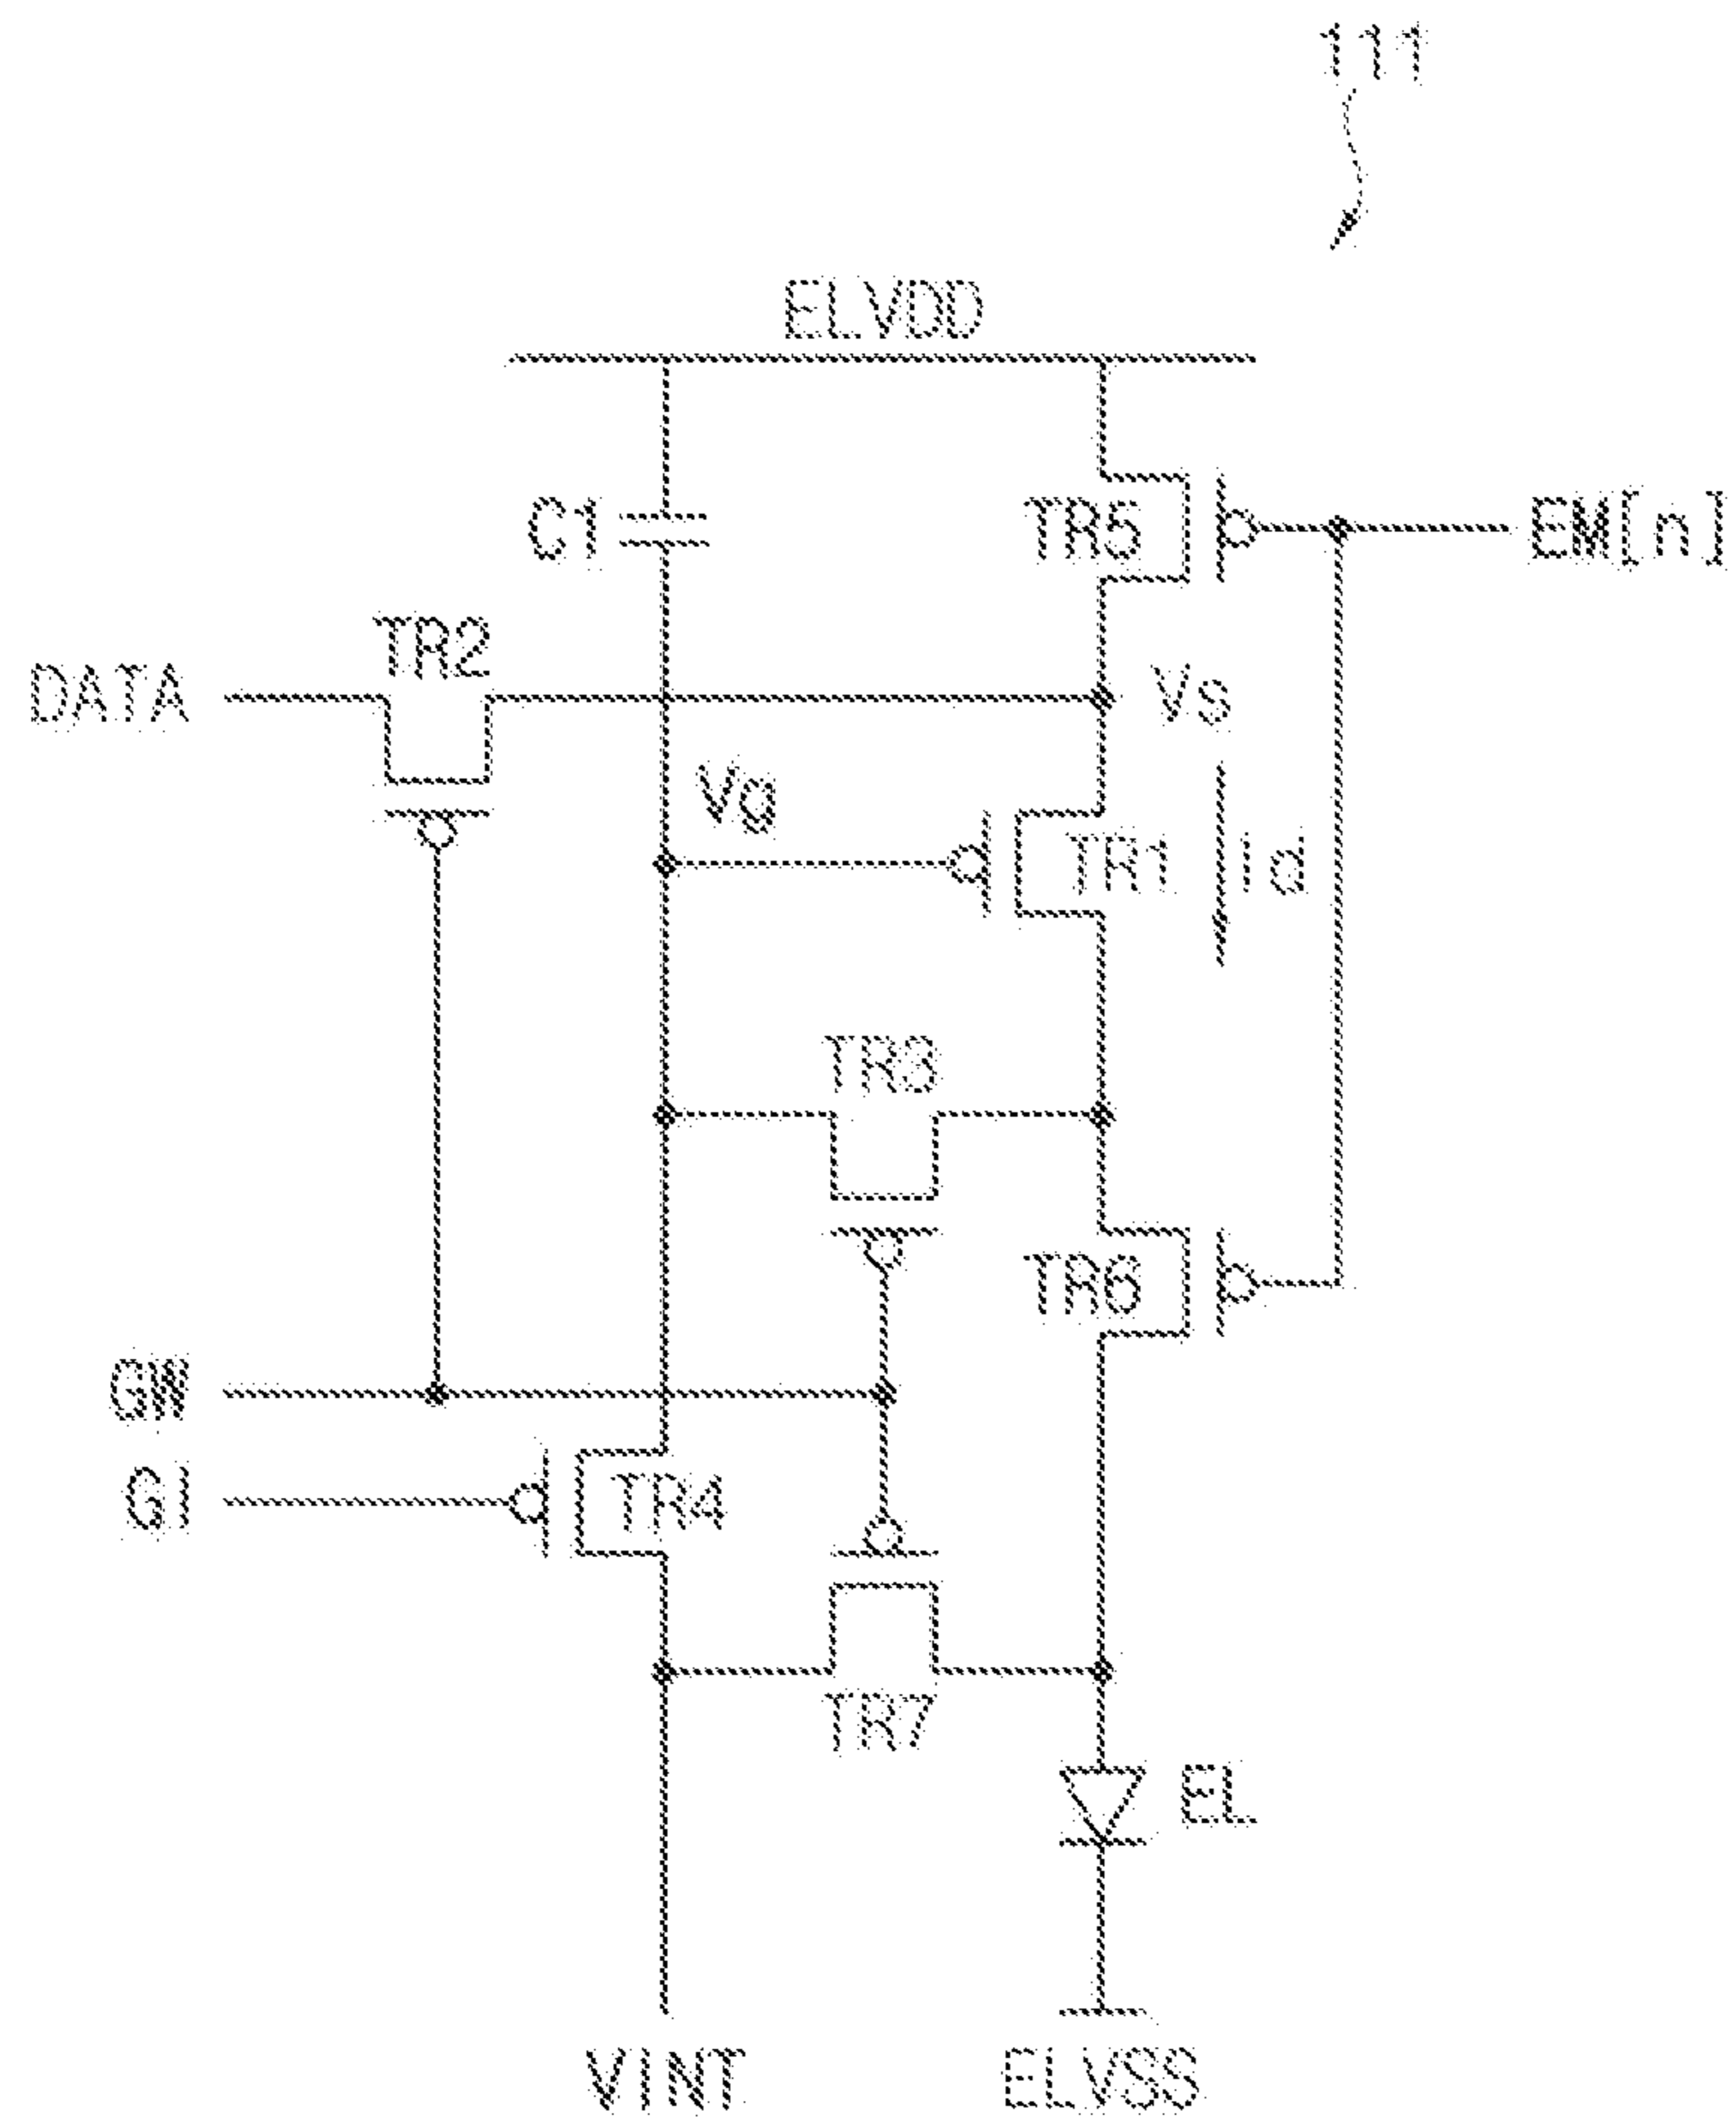 111
ELVDD
C1
TR5
EM[n]
TR2
DATA
Vs
Vg
TR1
Id
TR3
TR6
GW
GI
TR4
TR7
EL
VINT
ELVSS